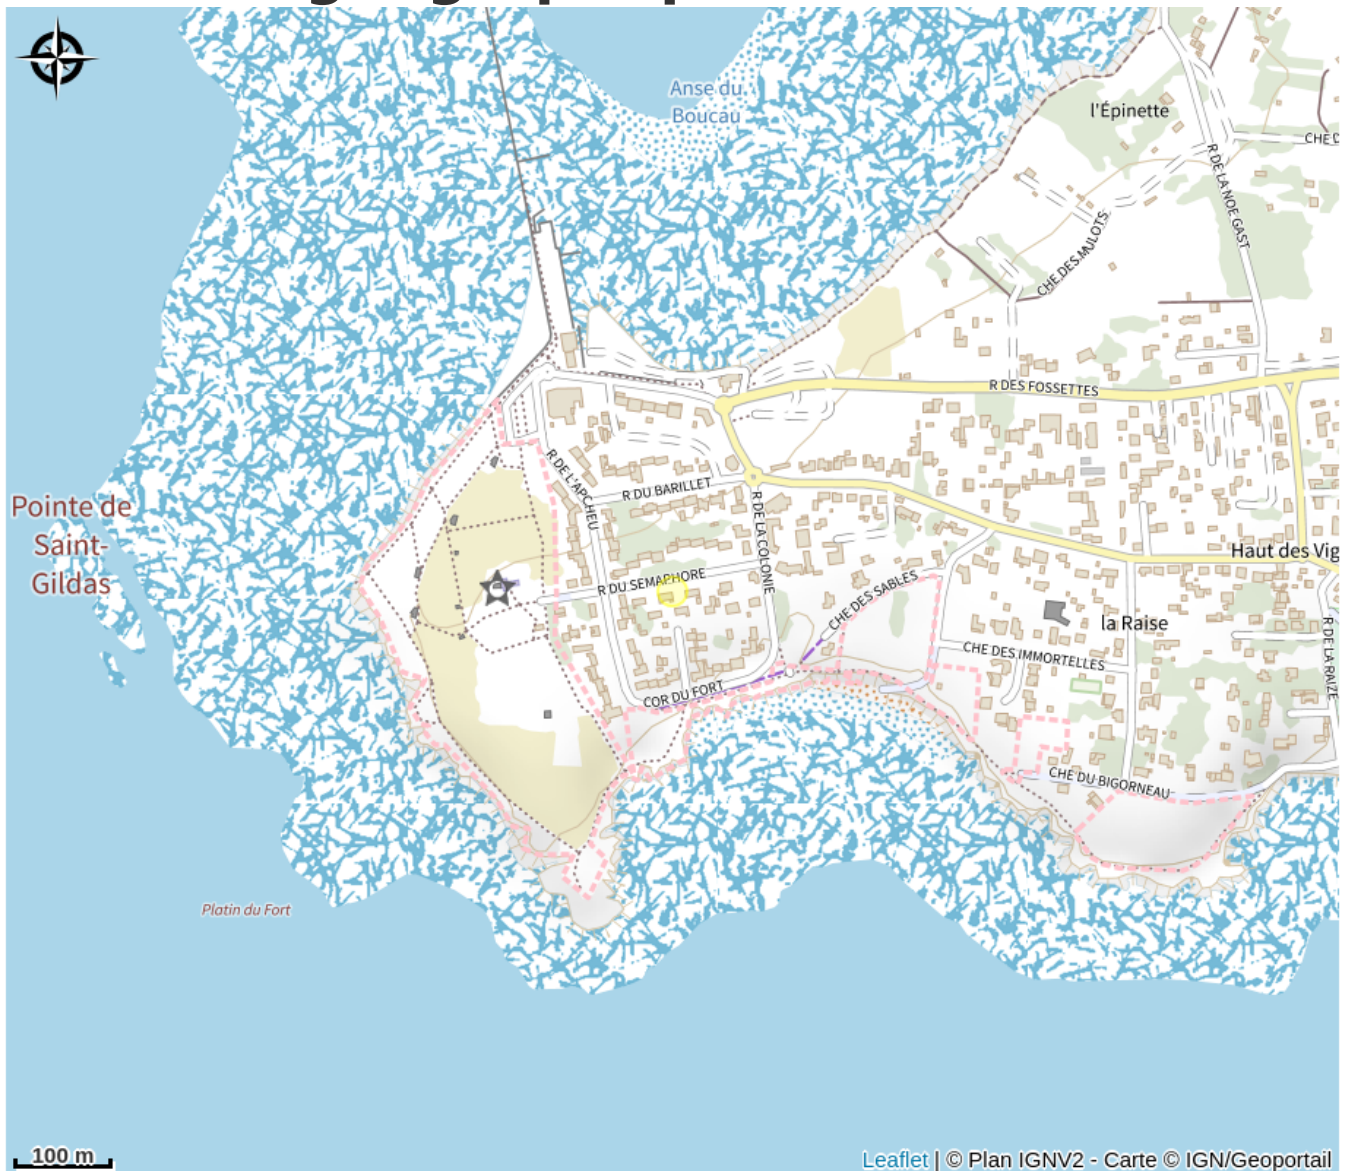 Anse du
Boucau
l'Épinette
CHE D
R DE LA NOE GAST
CHE DES MULOTS
R DES FOSSETTES
R DE L'APCHEU
R DU BARILLET
R DE LA COLONIE
Pointe de
Saint-
Gildas
Haut des Vig
R DU SEMAPHORE
CHE DES SABLES
la Raise
CHE DES IMMORTELLES
R DE LA RAIZE
COR DU FORT
CHE DU BIGORNEAU
Platin du Fort
100 m
Leaflet | © Plan IGNV2 - Carte © IGN/Geoportail